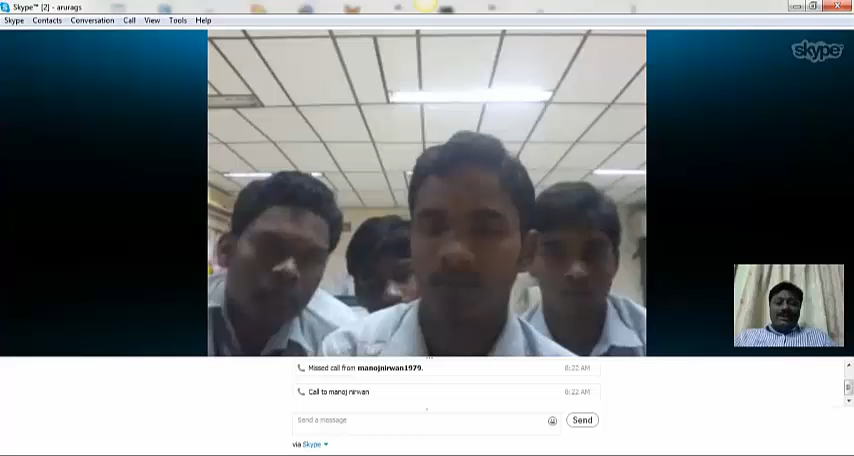 Skype™ [2] - arurags
Skype Contacts Conversation Call View Tools Help
skype
Missed call from manojnirwan1979. 8:22 AM
Call to manoj nirwan 8:22 AM
Send a message Send
via Skype